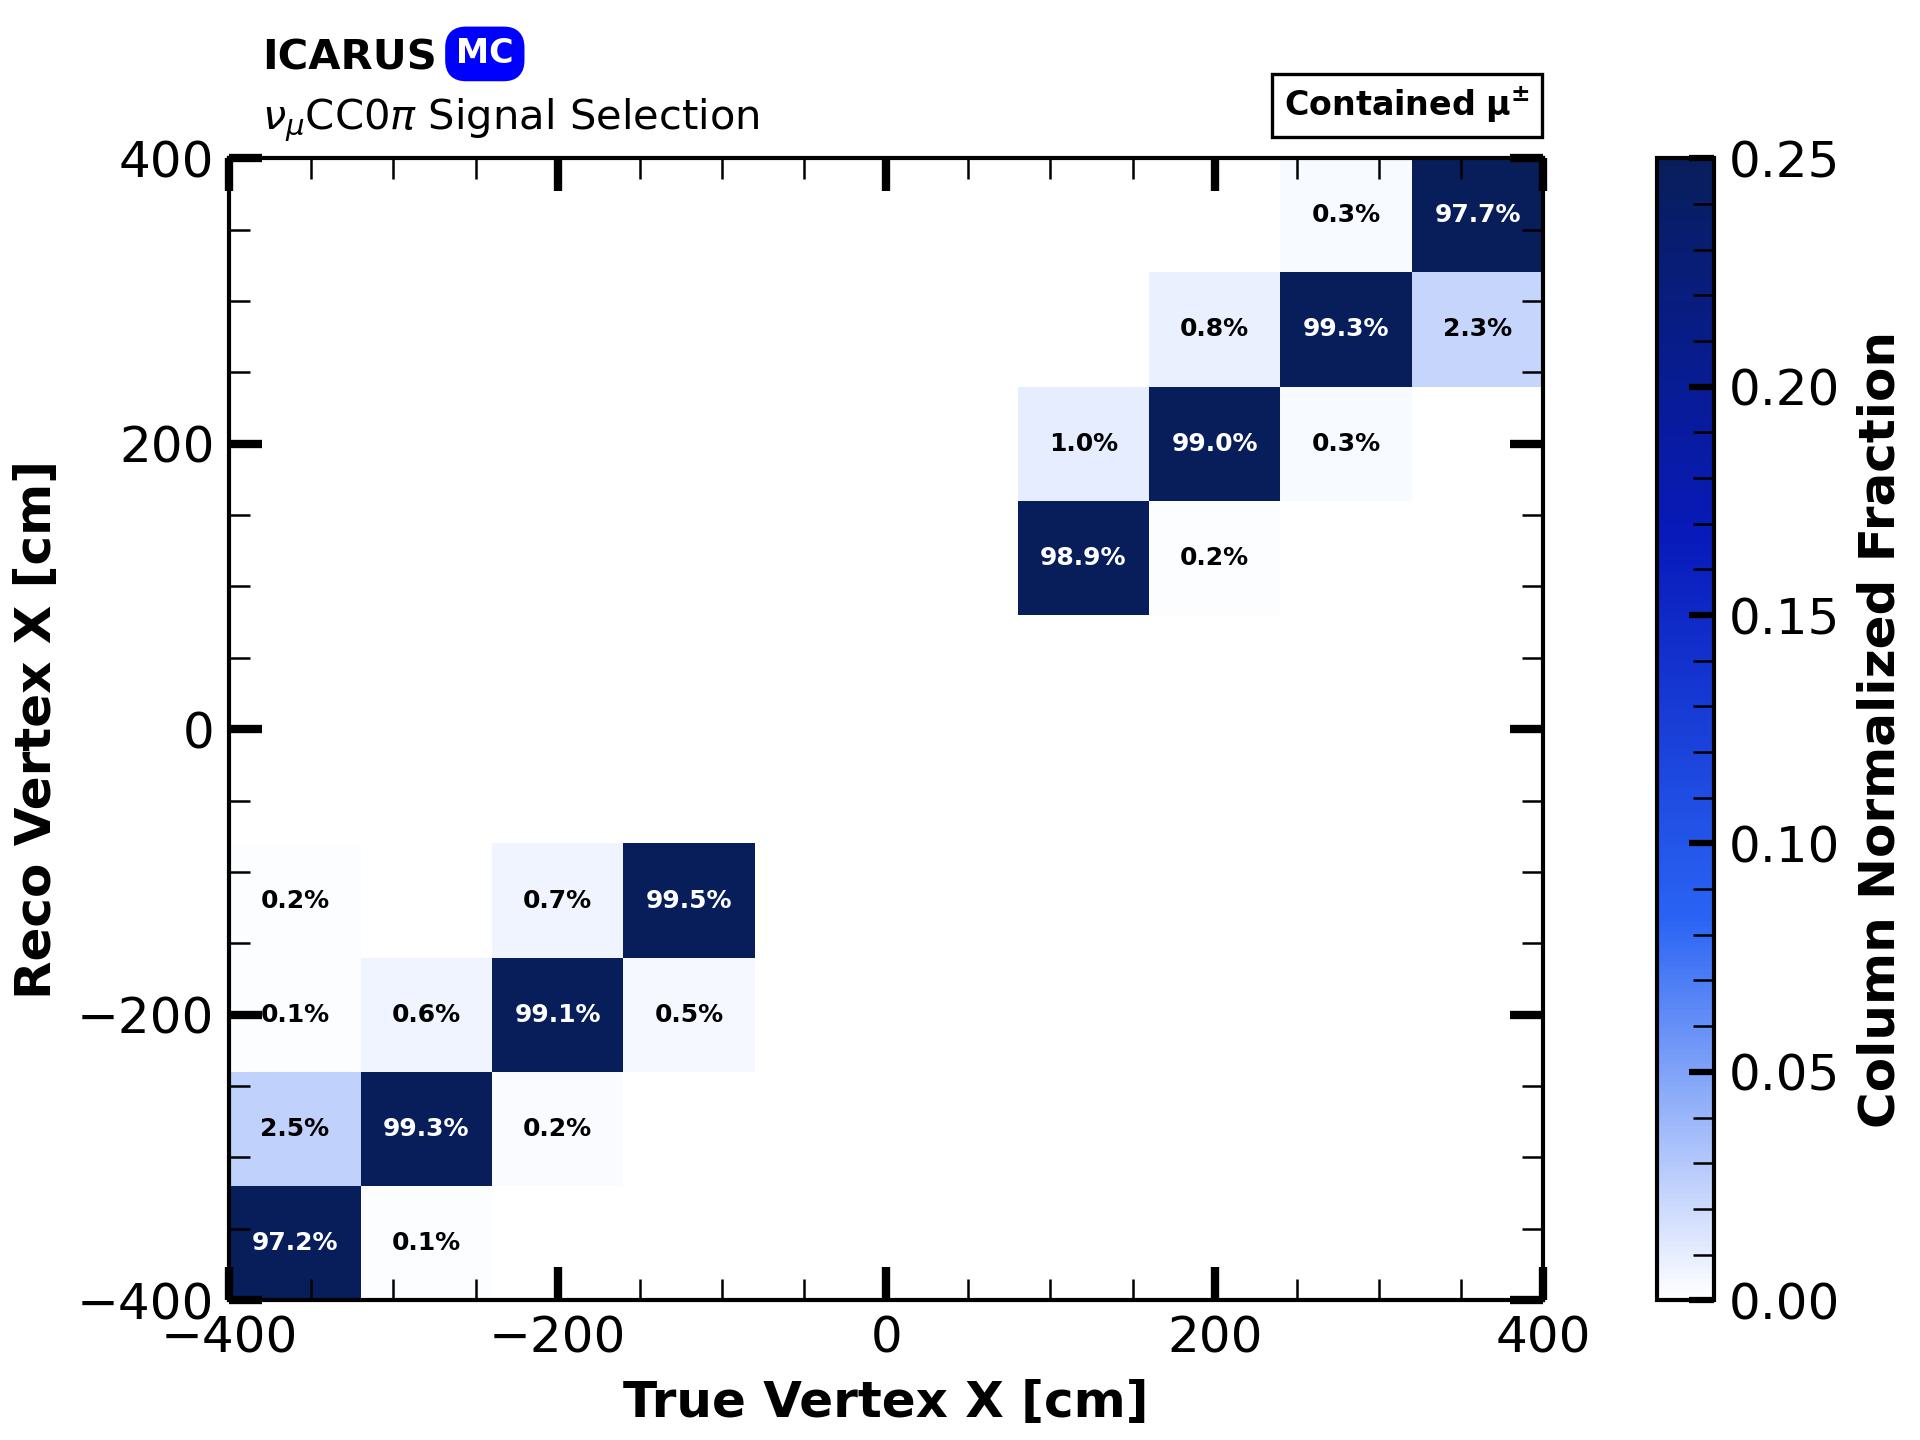 ICARUS MC
νμCC0π Signal Selection
Contained μ±
400
200
0
−200
−400
Reco Vertex X [cm]
0.3% 97.7%
0.8% 99.3% 2.3%
1.0% 99.0% 0.3%
98.9% 0.2%
0.2% 0.7% 99.5%
0.1% 0.6% 99.1% 0.5%
2.5% 99.3% 0.2%
97.2% 0.1%
−400 −200 0 200 400
True Vertex X [cm]
0.25
0.20
0.15
0.10
0.05
0.00
Column Normalized Fraction